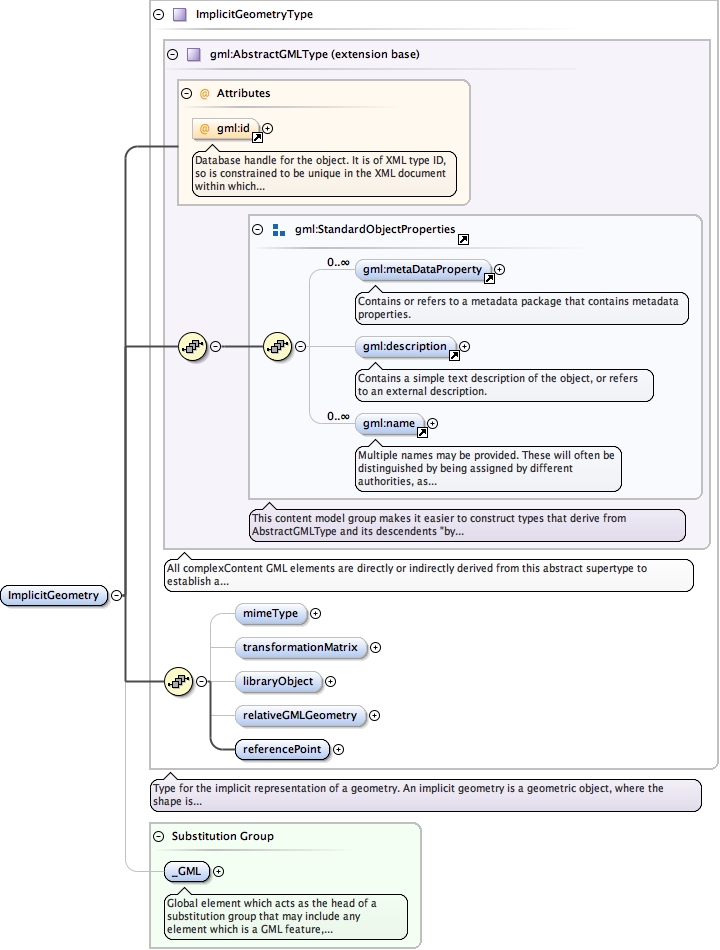 ImplicitGeometryType
gml:AbstractGMLType (extension base)
@ Attributes
@ gml:id
Database handle for the object. It is of XML type ID,
so is constrained to be unique in the XML document
within which...
gml:StandardObjectProperties
0..∞
gml:metaDataProperty
Contains or refers to a metadata package that contains metadata
properties.
gml:description
Contains a simple text description of the object, or refers
to an external description.
0..∞
gml:name
Multiple names may be provided. These will often be
distinguished by being assigned by different
authorities, as...
This content model group makes it easier to construct types that derive from
AbstractGMLType and its descendents "by...
All complexContent GML elements are directly or indirectly derived from this abstract supertype to
establish a...
ImplicitGeometry
mimeType
transformationMatrix
libraryObject
relativeGMLGeometry
referencePoint
Type for the implicit representation of a geometry. An implicit geometry is a geometric object, where the
shape is...
Substitution Group
_GML
Global element which acts as the head of a
substitution group that may include any
element which is a GML feature,...